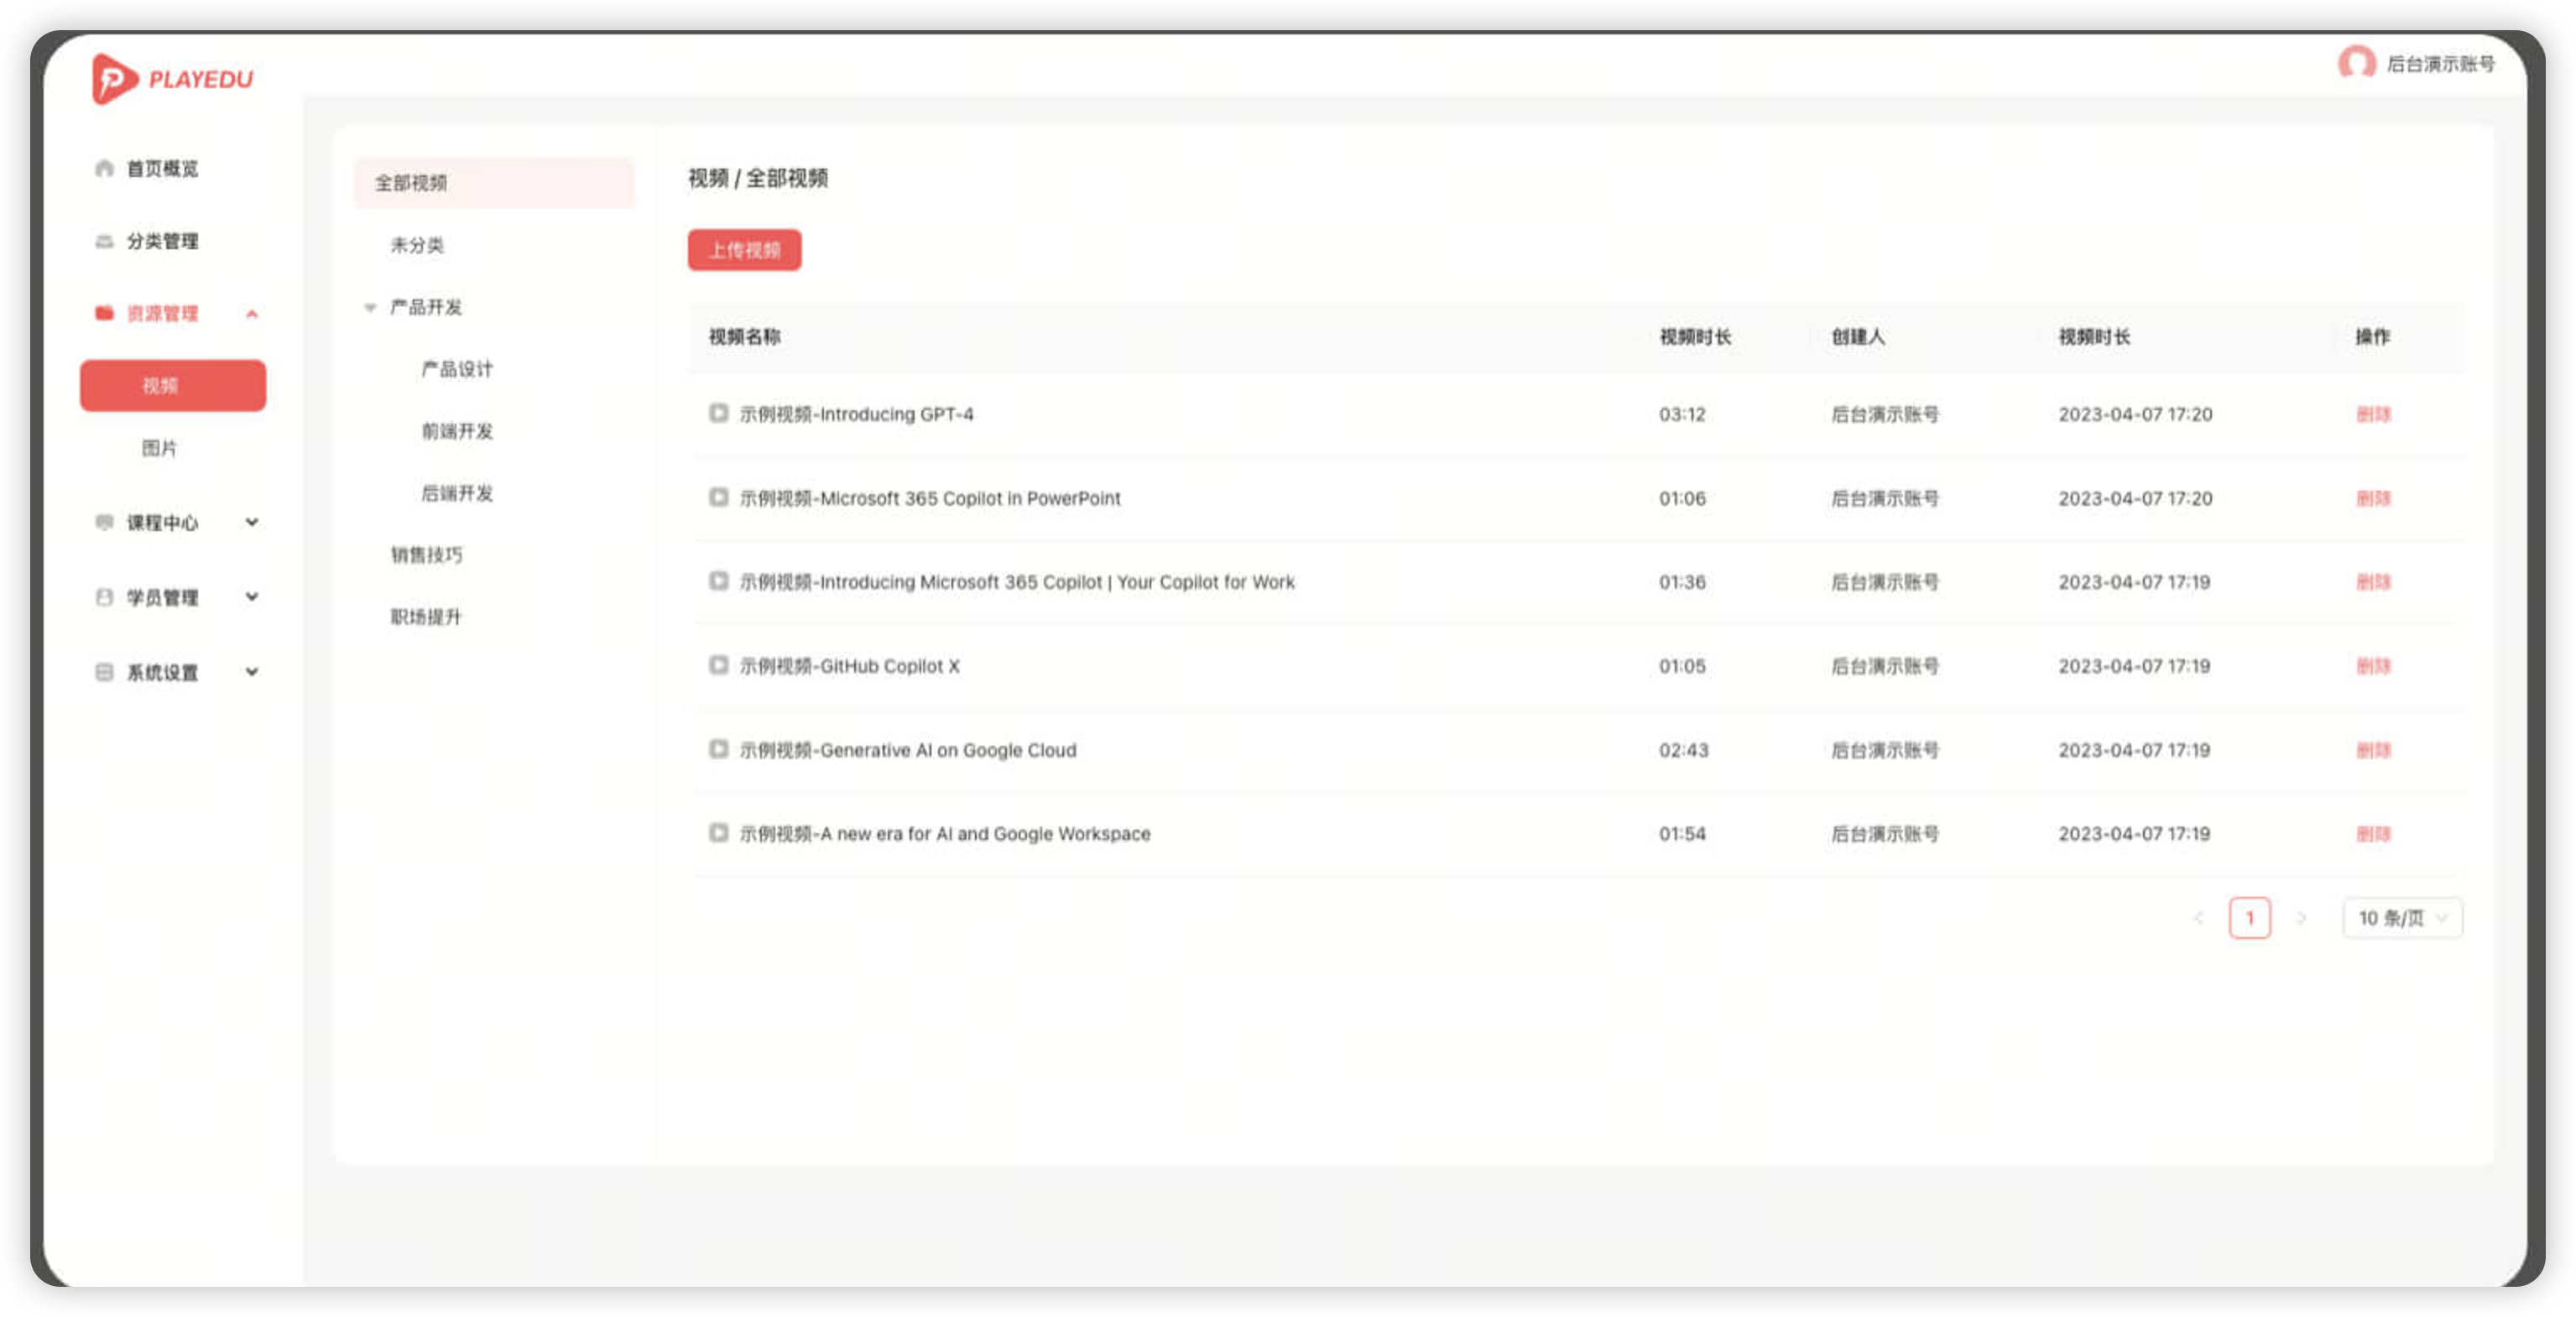 PLAYEDU
后台演示账号
首页概览
分类管理
资源管理
视频
图片
课程中心
学员管理
系统设置
全部视频
未分类
产品开发
产品设计
前端开发
后端开发
销售技巧
职场提升
视频 / 全部视频
上传视频
视频名称 视频时长 创建人 视频时长 操作
示例视频-Introducing GPT-4 03:12 后台演示账号 2023-04-07 17:20 删除
示例视频-Microsoft 365 Copilot in PowerPoint 01:06 后台演示账号 2023-04-07 17:20 删除
示例视频-Introducing Microsoft 365 Copilot | Your Copilot for Work 01:36 后台演示账号 2023-04-07 17:19 删除
示例视频-GitHub Copilot X 01:05 后台演示账号 2023-04-07 17:19 删除
示例视频-Generative AI on Google Cloud 02:43 后台演示账号 2023-04-07 17:19 删除
示例视频-A new era for AI and Google Workspace 01:54 后台演示账号 2023-04-07 17:19 删除
< 1 > 10 条/页